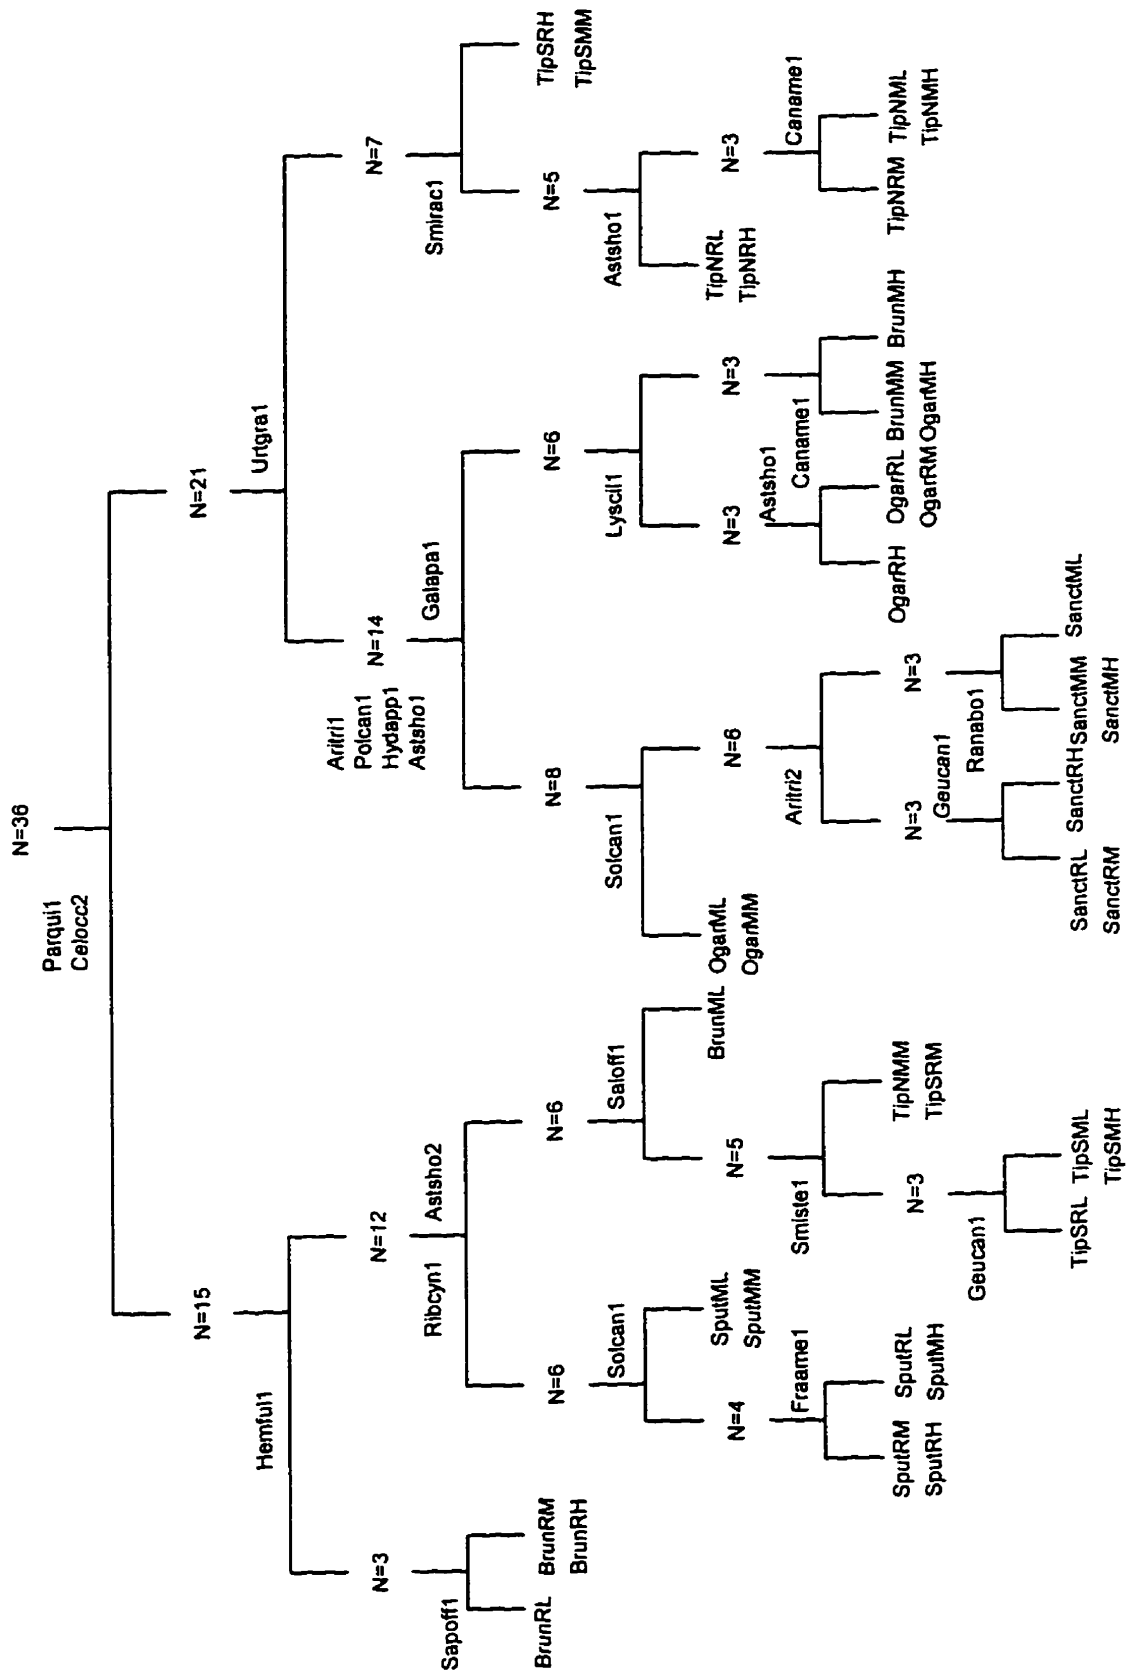 N=36
Parqui1
Celocc2
N=15
N=21
Hemful1
Urtgra1
N=3
N=12
N=14
N=7
Sapoff1
Ribcyn1
Astsho2
Aritri1
Polcan1
Hydapp1
Astsho1
Galapa1
Smirac1
BrunRL
BrunRM
BrunRH
N=6
N=6
N=8
N=6
N=5
TipSRH
TipSMM
Solcan1
Saloff1
Solcan1
Lyscil1
Astsho1
N=4
SputML
SputMM
N=5
BrunML
OgarML
OgarMM
N=6
N=3
N=3
TipNRL
TipNRH
N=3
Fraame1
Smiste1
Aritri2
Astsho1
Caname1
Caname1
SputRM
SputRH
SputRL
SputMH
N=3
TipNMM
TipSRM
N=3
N=3
OgarRH
OgarRL
OgarRM
BrunMM
OgarMH
BrunMH
TipNRM
TipNML
TipNMH
Geucan1
Geucan1
Ranabo1
TipSRL
TipSML
TipSMH
SanctRL
SanctRM
SanctRH
SanctMM
SanctMH
SanctML